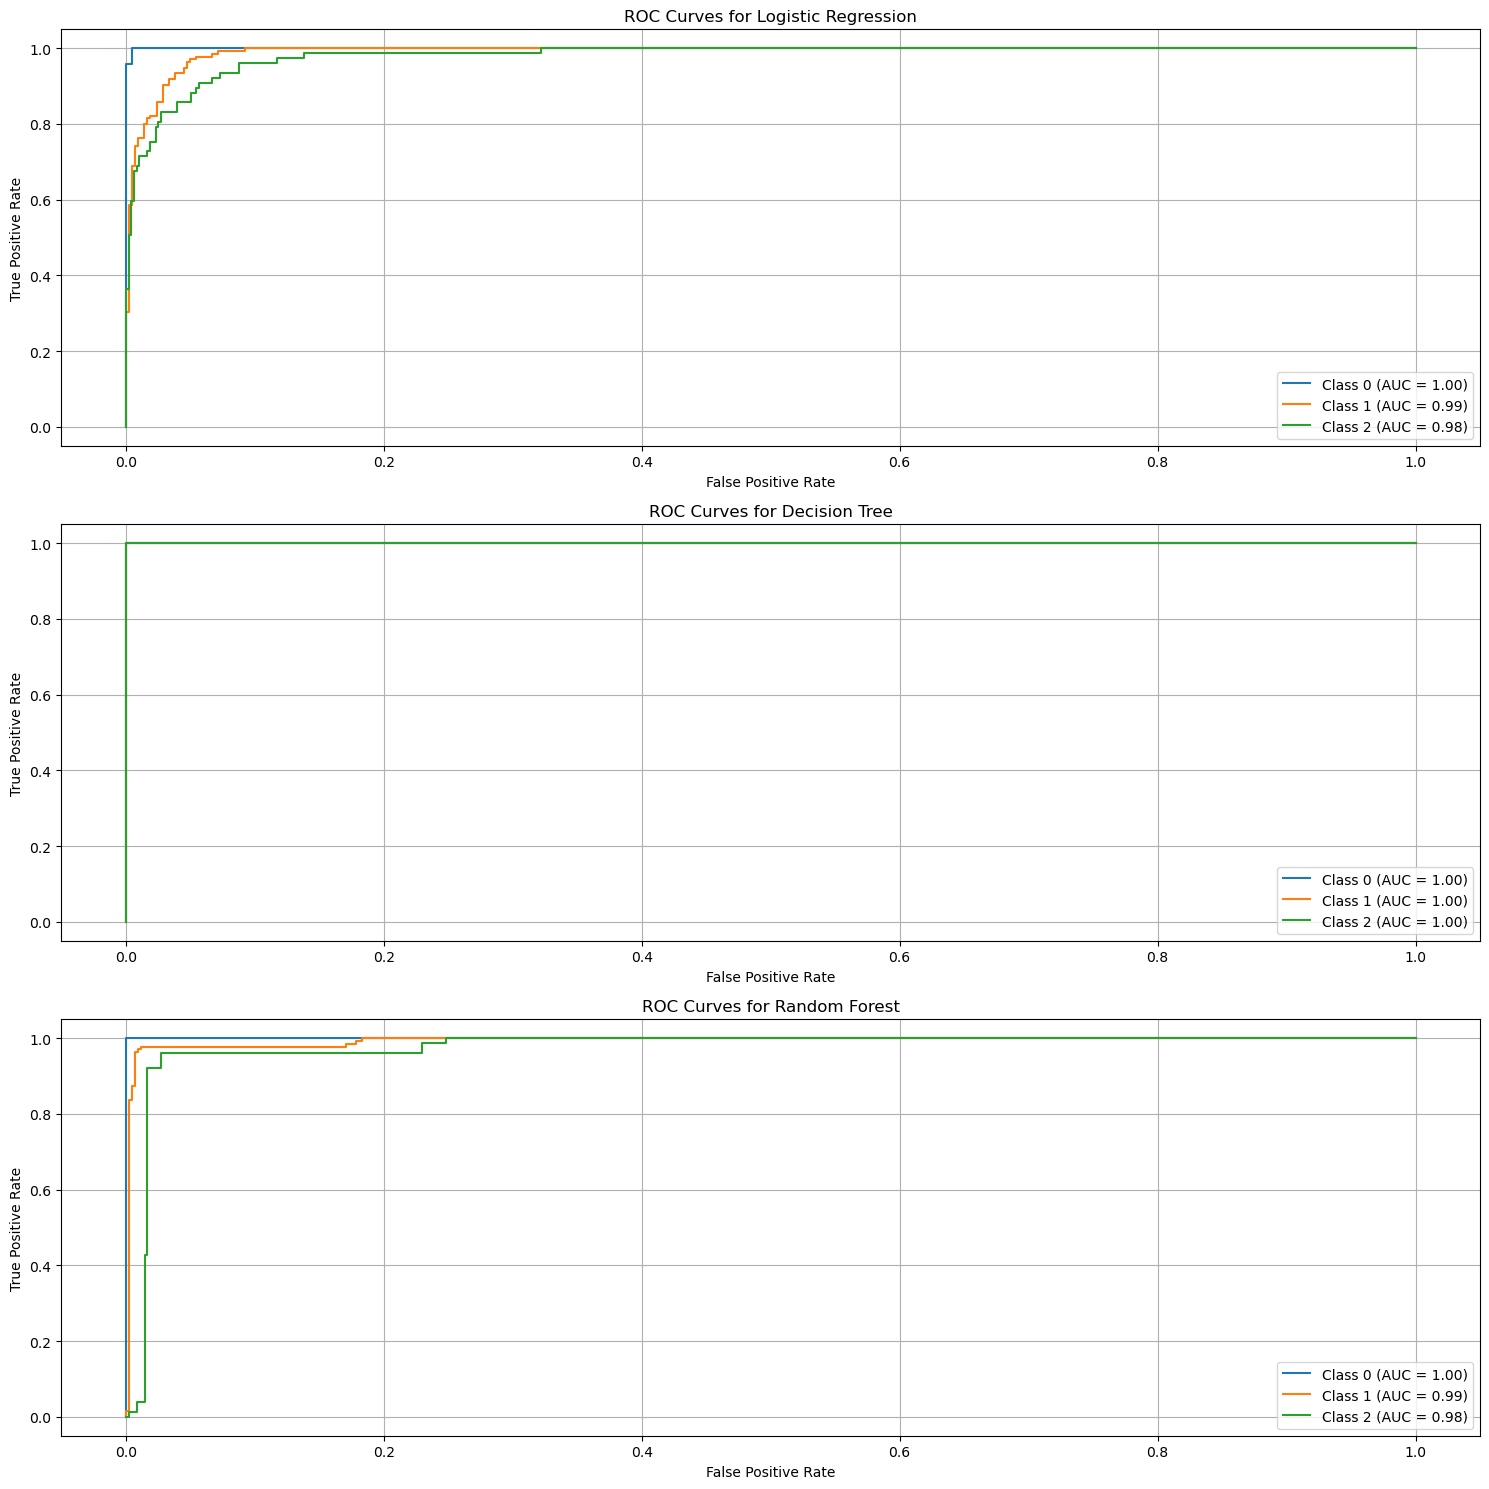 ROC Curves for Logistic Regression
1.0
0.8
0.6
0.4
0.2
0.0
True Positive Rate
Class 0 (AUC = 1.00)
Class 1 (AUC = 0.99)
Class 2 (AUC = 0.98)
0.0 0.2 0.4 0.6 0.8 1.0
False Positive Rate
ROC Curves for Decision Tree
1.0
0.8
0.6
0.4
0.2
0.0
True Positive Rate
Class 0 (AUC = 1.00)
Class 1 (AUC = 1.00)
Class 2 (AUC = 1.00)
0.0 0.2 0.4 0.6 0.8 1.0
False Positive Rate
ROC Curves for Random Forest
1.0
0.8
0.6
0.4
0.2
0.0
True Positive Rate
Class 0 (AUC = 1.00)
Class 1 (AUC = 0.99)
Class 2 (AUC = 0.98)
0.0 0.2 0.4 0.6 0.8 1.0
False Positive Rate